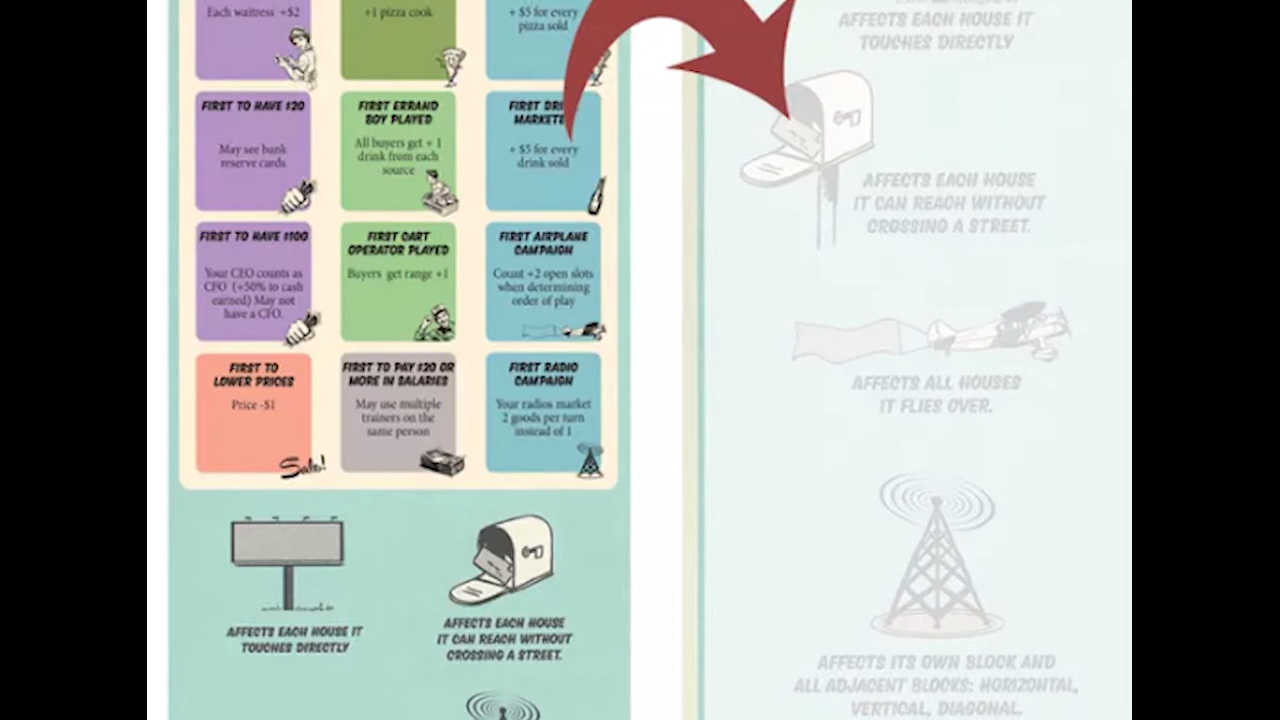 Each waitress +$2
+1 pizza cook
+ $5 for every
pizza sold
FIRST TO HAVE $20
May see bank
reserve cards
FIRST ERRAND
BOY PLAYED
All buyers get + 1
drink from each
source
FIRST
MARKETE
+ $5 for every
drink sold
FIRST TO HAVE $100
Your CEO counts as
CFO (+50% to cash
earned) May not
have a CFO.
FIRST CART
OPERATOR PLAYED
Buyers get range +1
FIRST AIRPLANE
CAMPAIGN
Count +2 open slots
when determining
order of play
FIRST TO
LOWER PRICES
Price -$1
Sale!
FIRST TO PAY $20 OR
MORE IN SALARIES
May use multiple
trainers on the
same person
FIRST RADIO
CAMPAIGN
Your radios market
2 goods per turn
instead of 1
AFFECTS EACH HOUSE IT
TOUCHES DIRECTLY
AFFECTS EACH HOUSE
IT CAN REACH WITHOUT
CROSSING A STREET.
AFFECTS EACH HOUSE IT
TOUCHES DIRECTLY
AFFECTS EACH HOUSE
IT CAN REACH WITHOUT
CROSSING A STREET.
AFFECTS ALL HOUSES
IT FLIES OVER.
AFFECTS ITS OWN BLOCK AND
ALL ADJACENT BLOCKS: HORIZONTAL,
VERTICAL, DIAGONAL.